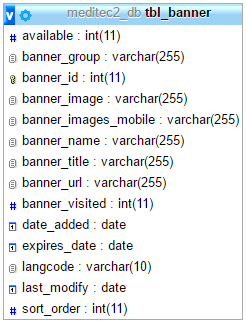 v meditec2_db tbl_banner
# available : int(11)
banner_group : varchar(255)
banner_id : int(11)
banner_image : varchar(255)
banner_images_mobile : varchar(255)
banner_name : varchar(255)
banner_title : varchar(255)
banner_url : varchar(255)
# banner_visited : int(11)
date_added : date
expires_date : date
langcode : varchar(10)
last_modify : date
# sort_order : int(11)